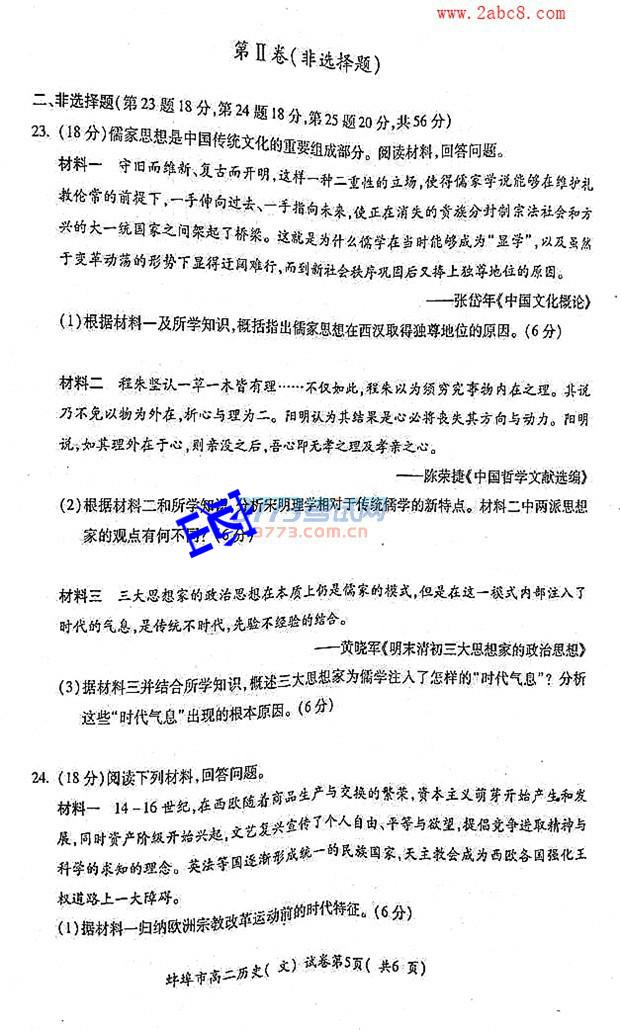 www.2abc8.com
第Ⅱ卷(非选择题)
二、非选择题(第23题18分,第24题18分,第25题20分,共56分)
23. (18分)儒家思想是中国传统文化的重要组成部分。阅读材料,回答问题。
材料一 守旧而维新、复古而开明,这样一种二重性的立场,使得儒家学说能够在维护礼
教伦常的前提下,一手伸向过去、一手指向未来,使正在消失的贵族分封制宗法社会和方
兴的大一统国家之间架起了桥梁。这就是为什么儒学在当时能够成为“显学”,以及虽然
于变革动荡的形势下显得迂阔难行,而到新社会秩序巩固后又捧上独尊地位的原因。
——张岱年《中国文化概论》
(1)根据材料一及所学知识,概括指出儒家思想在西汉取得独尊地位的原因。(6分)
材料二 程朱坚认一草一木皆有理……不仅如此,程朱以为须穷究事物内在之理。其说
乃不免以物为外在,析心与理为二。阳明认为其结果是心必将丧失其方向与动力。阳明
说,如其理外在于心,则亲没之后,吾心即无孝之理及孝亲之心。
——陈荣捷《中国哲学文献选编》
(2)根据材料二和所学知识,分析宋明理学相对于传统儒学的新特点。材料二中两派思想
家的观点有何不同?(6分)
9773考试网
9773.com.cn
材料三 三大思想家的政治思想在本质上仍是儒家的模式,但是在这一模式内部注入了
时代的气息,是传统不时代,先验不经验的结合。
——黄晓军《明末清初三大思想家的政治思想》
(3)据材料三并结合所学知识,概述三大思想家为儒学注入了怎样的“时代气息”?分析
这些“时代气息”出现的根本原因。(6分)
24. (18分)阅读下列材料,回答问题。
材料一 14-16世纪,在西欧随着商品生产与交换的繁荣,资本主义萌芽开始产生和发
展,同时资产阶级开始兴起,文艺复兴宣传了个人自由、平等与欲望,提倡竞争进取精神与
科学的求知的理念。英法等国逐渐形成统一的民族国家,天主教会成为西欧各国强化王
权道路上一大障碍。
(1)据材料一归纳欧洲宗教改革运动前的时代特征。(6分)
蚌埠市高二历史(文)试卷第5页(共6页)